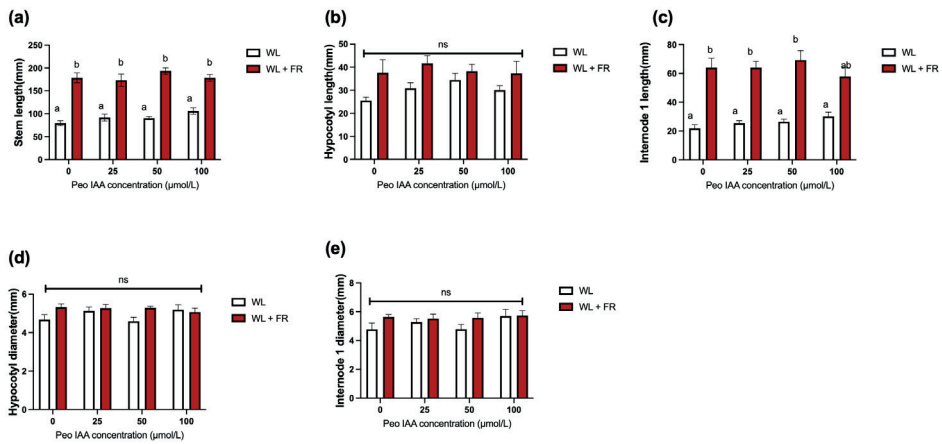 (a)
Stem length(mm)
250
200
150
100
50
0
a b a b a b a b
0 25 50 100
Peo IAA concentration (μmol/L)
WL
WL + FR
(b)
Hypocotyl length(mm)
50
40
30
20
10
0
ns
0 25 50 100
Peo IAA concentration (μmol/L)
WL
WL + FR
(c)
Internode 1 length(mm)
100
80
60
40
20
0
a b a b a b a ab
0 25 50 100
Peo IAA concentration (μmol/L)
WL
WL + FR
(d)
Hypocotyl diameter(mm)
6
4
2
0
ns
0 25 50 100
Peo IAA concentration (μmol/L)
WL
WL + FR
(e)
Internode 1 diameter(mm)
8
6
4
2
0
ns
0 25 50 100
Peo IAA concentration (μmol/L)
WL
WL + FR